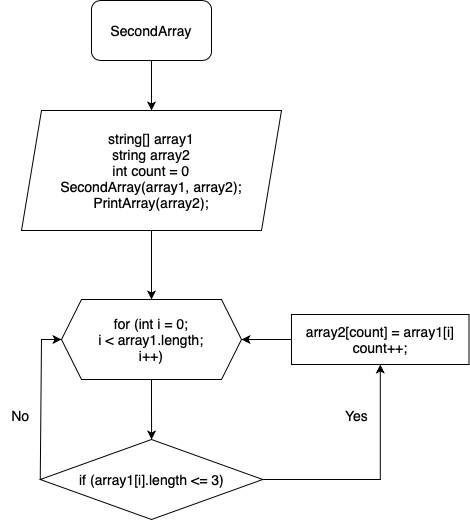 SecondArray
string[] array1
string array2
int count = 0
SecondArray(array1, array2);
PrintArray(array2);
for (int i = 0;
i < array1.length;
i++)
array2[count] = array1[i]
count++;
No
Yes
if (array1[i].length <= 3)